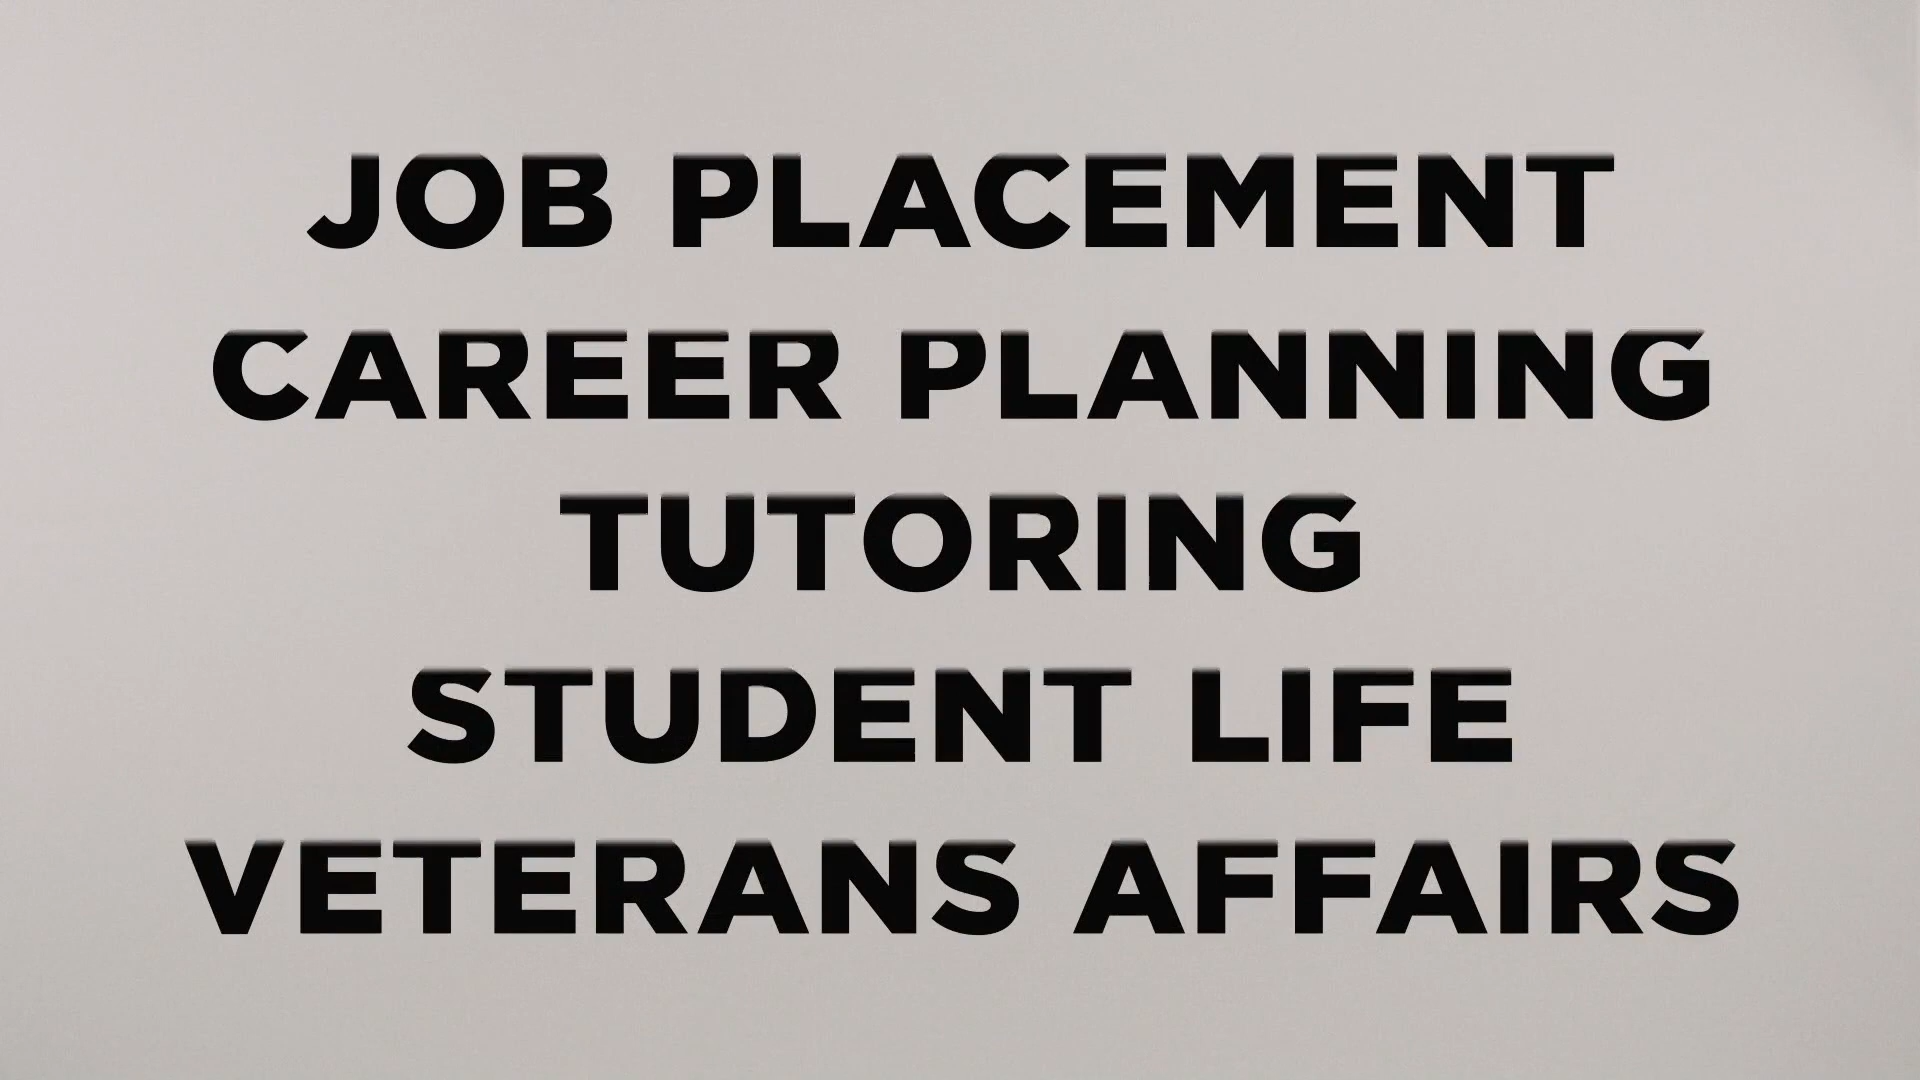 JOB PLACEMENT
CAREER PLANNING
TUTORING
STUDENT LIFE
VETERANS AFFAIRS